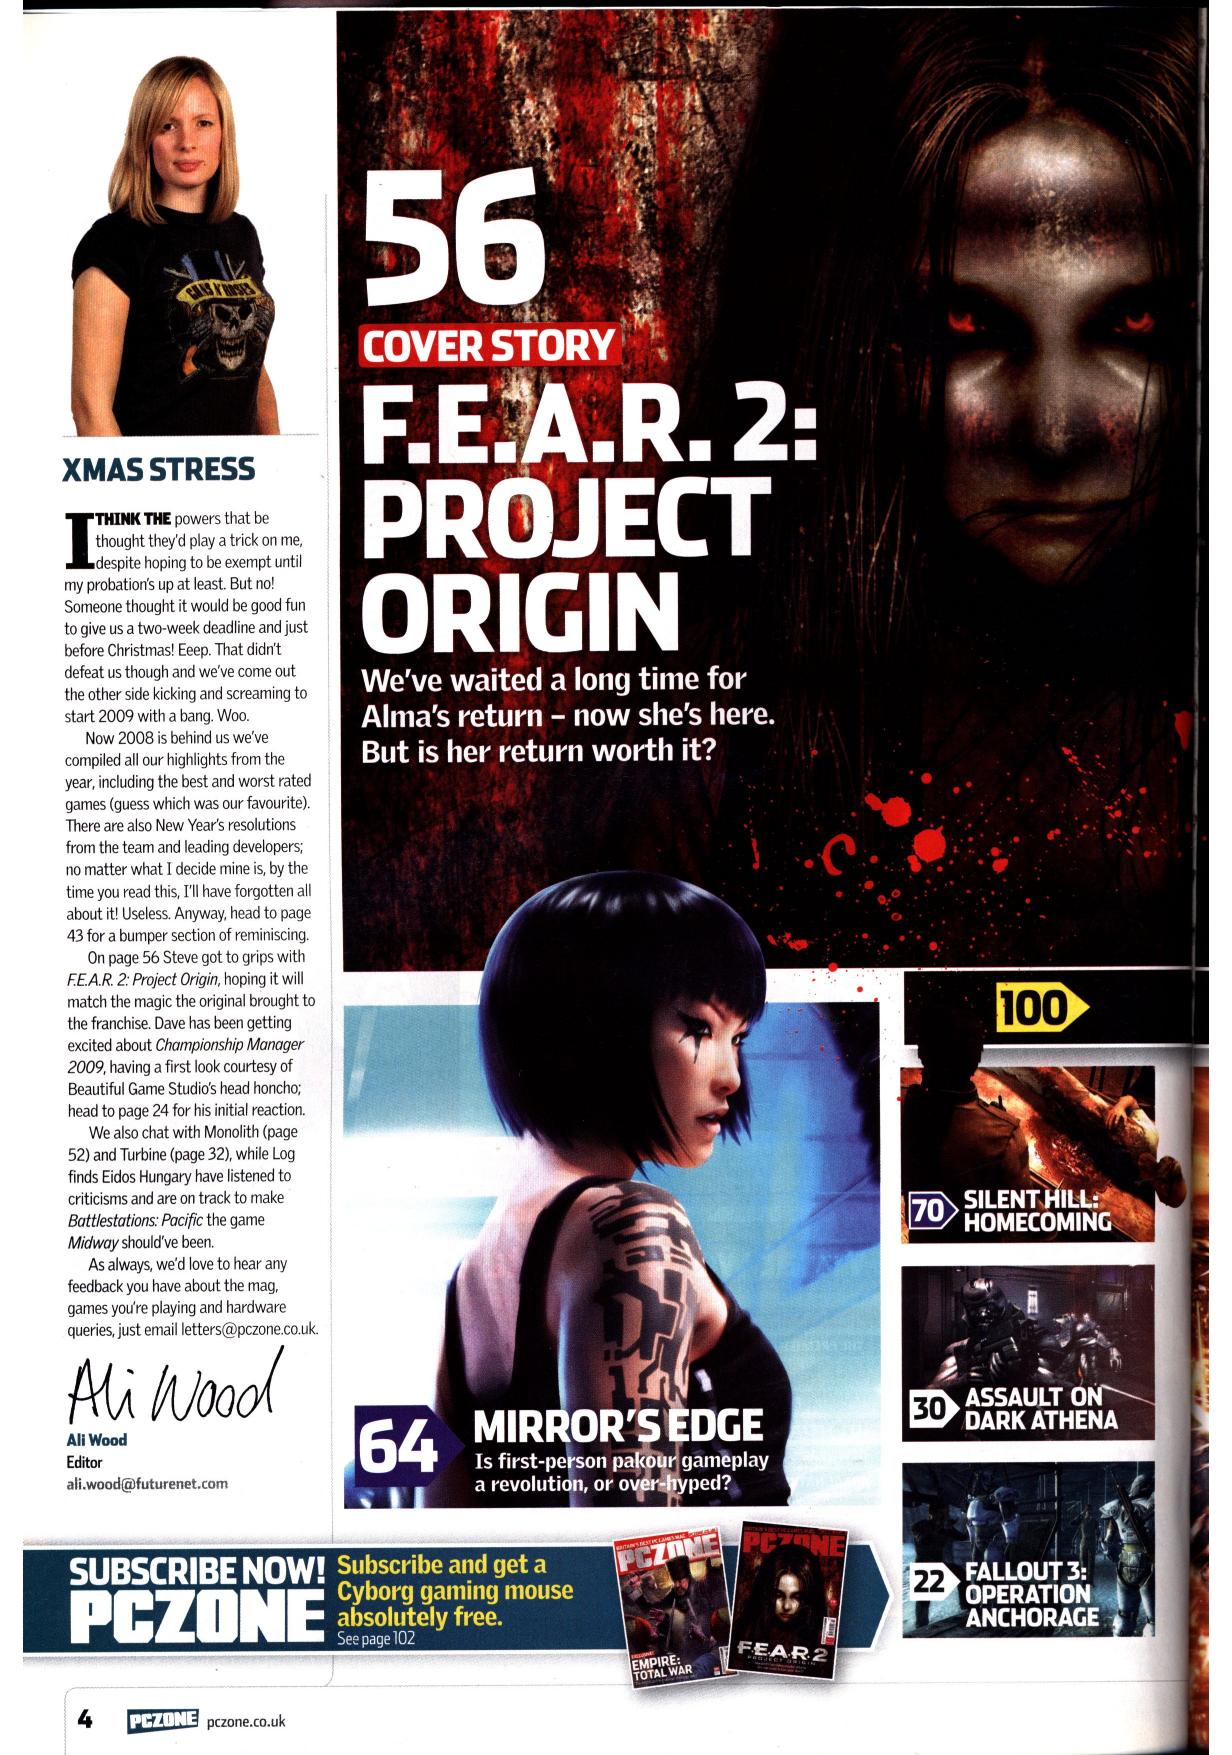 XMAS STRESS
I THINK THE powers that be
thought they'd play a trick on me,
despite hoping to be exempt until
my probation's up at least. But no!
Someone thought it would be good fun
to give us a two-week deadline and just
before Christmas! Eeep. That didn't
defeat us though and we've come out
the other side kicking and screaming to
start 2009 with a bang. Woo.
Now 2008 is behind us we've
compiled all our highlights from the
year, including the best and worst rated
games (guess which was our favourite).
There are also New Year's resolutions
from the team and leading developers;
no matter what I decide mine is, by the
time you read this, I'll have forgotten all
about it! Useless. Anyway, head to page
43 for a bumper section of reminiscing.
On page 56 Steve got to grips with
F.E.A.R. 2: Project Origin, hoping it will
match the magic the original brought to
the franchise. Dave has been getting
excited about Championship Manager
2009, having a first look courtesy of
Beautiful Game Studio's head honcho;
head to page 24 for his initial reaction.
We also chat with Monolith (page
52) and Turbine (page 32), while Log
finds Eidos Hungary have listened to
criticisms and are on track to make
Battlestations: Pacific the game
Midway should've been.
As always, we'd love to hear any
feedback you have about the mag,
games you're playing and hardware
queries, just email letters@pczone.co.uk.
Ali Wood
Ali Wood
Editor
ali.wood@futurenet.com
56
COVER STORY
F.E.A.R. 2:
PROJECT
ORIGIN
We've waited a long time for
Alma's return – now she's here.
But is her return worth it?
64
MIRROR'S EDGE
Is first-person pakour gameplay
a revolution, or over-hyped?
100
70 SILENT HILL:
HOMECOMING
30 ASSAULT ON
DARK ATHENA
22 FALLOUT 3:
OPERATION
ANCHORAGE
SUBSCRIBE NOW!
PCZONE
Subscribe and get a
Cyborg gaming mouse
absolutely free.
See page 102
PCZONE
EMPIRE:
TOTAL WAR
PCZONE
F.E.A.R 2
PROJECT ORIGIN
4 PCZONE pczone.co.uk